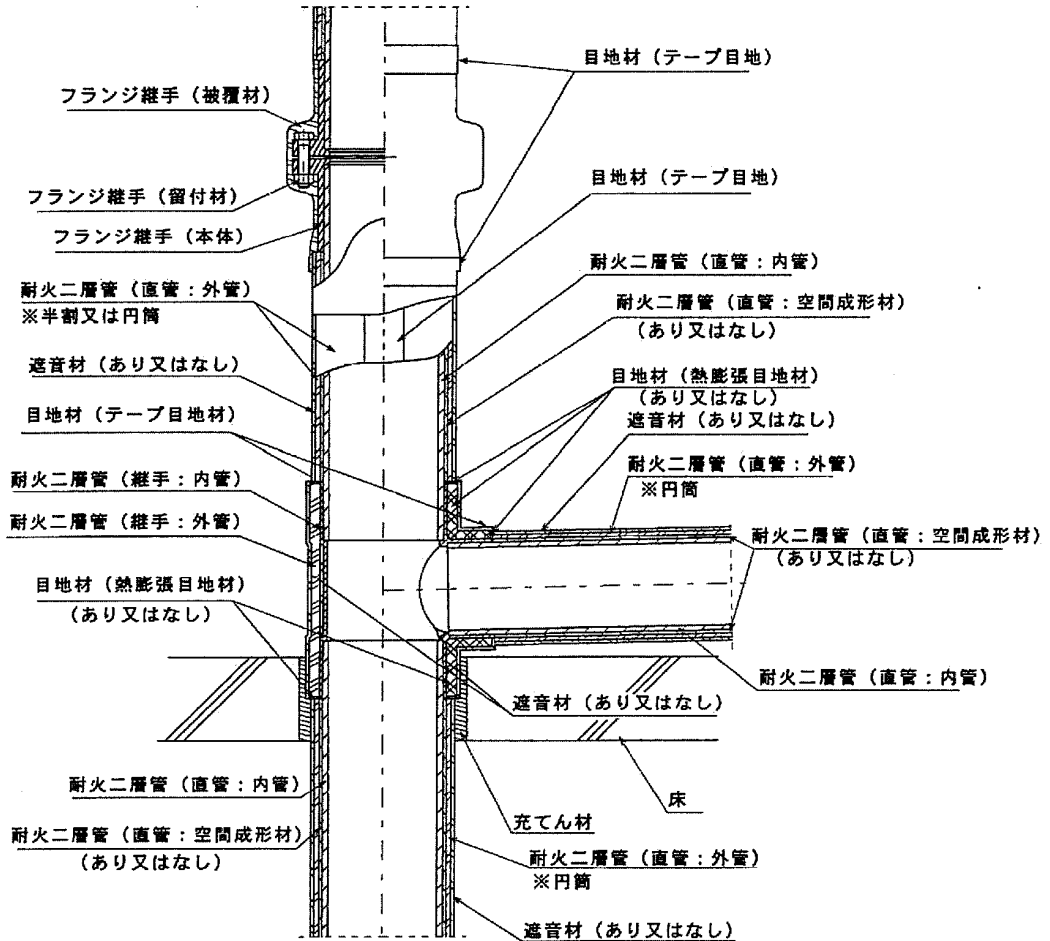 目地材(テープ目地)
フランジ継手(被覆材)
目地材(テープ目地)
フランジ継手(留付材)
フランジ継手(本体)
耐火二層管(直管:内管)
耐火二層管(直管:外管)
※半割又は円筒
耐火二層管(直管:空間成形材)
(あり又はなし)
遮音材(あり又はなし)
目地材(熱膨張目地材)
(あり又はなし)
目地材(テープ目地材)
遮音材(あり又はなし)
耐火二層管(直管:外管)
※円筒
耐火二層管(継手:内管)
耐火二層管(継手:外管)
耐火二層管(直管:空間成形材)
(あり又はなし)
目地材(熱膨張目地材)
(あり又はなし)
耐火二層管(直管:内管)
遮音材(あり又はなし)
耐火二層管(直管:内管)
床
充てん材
耐火二層管(直管:空間成形材)
(あり又はなし)
耐火二層管(直管:外管)
※円筒
遮音材(あり又はなし)